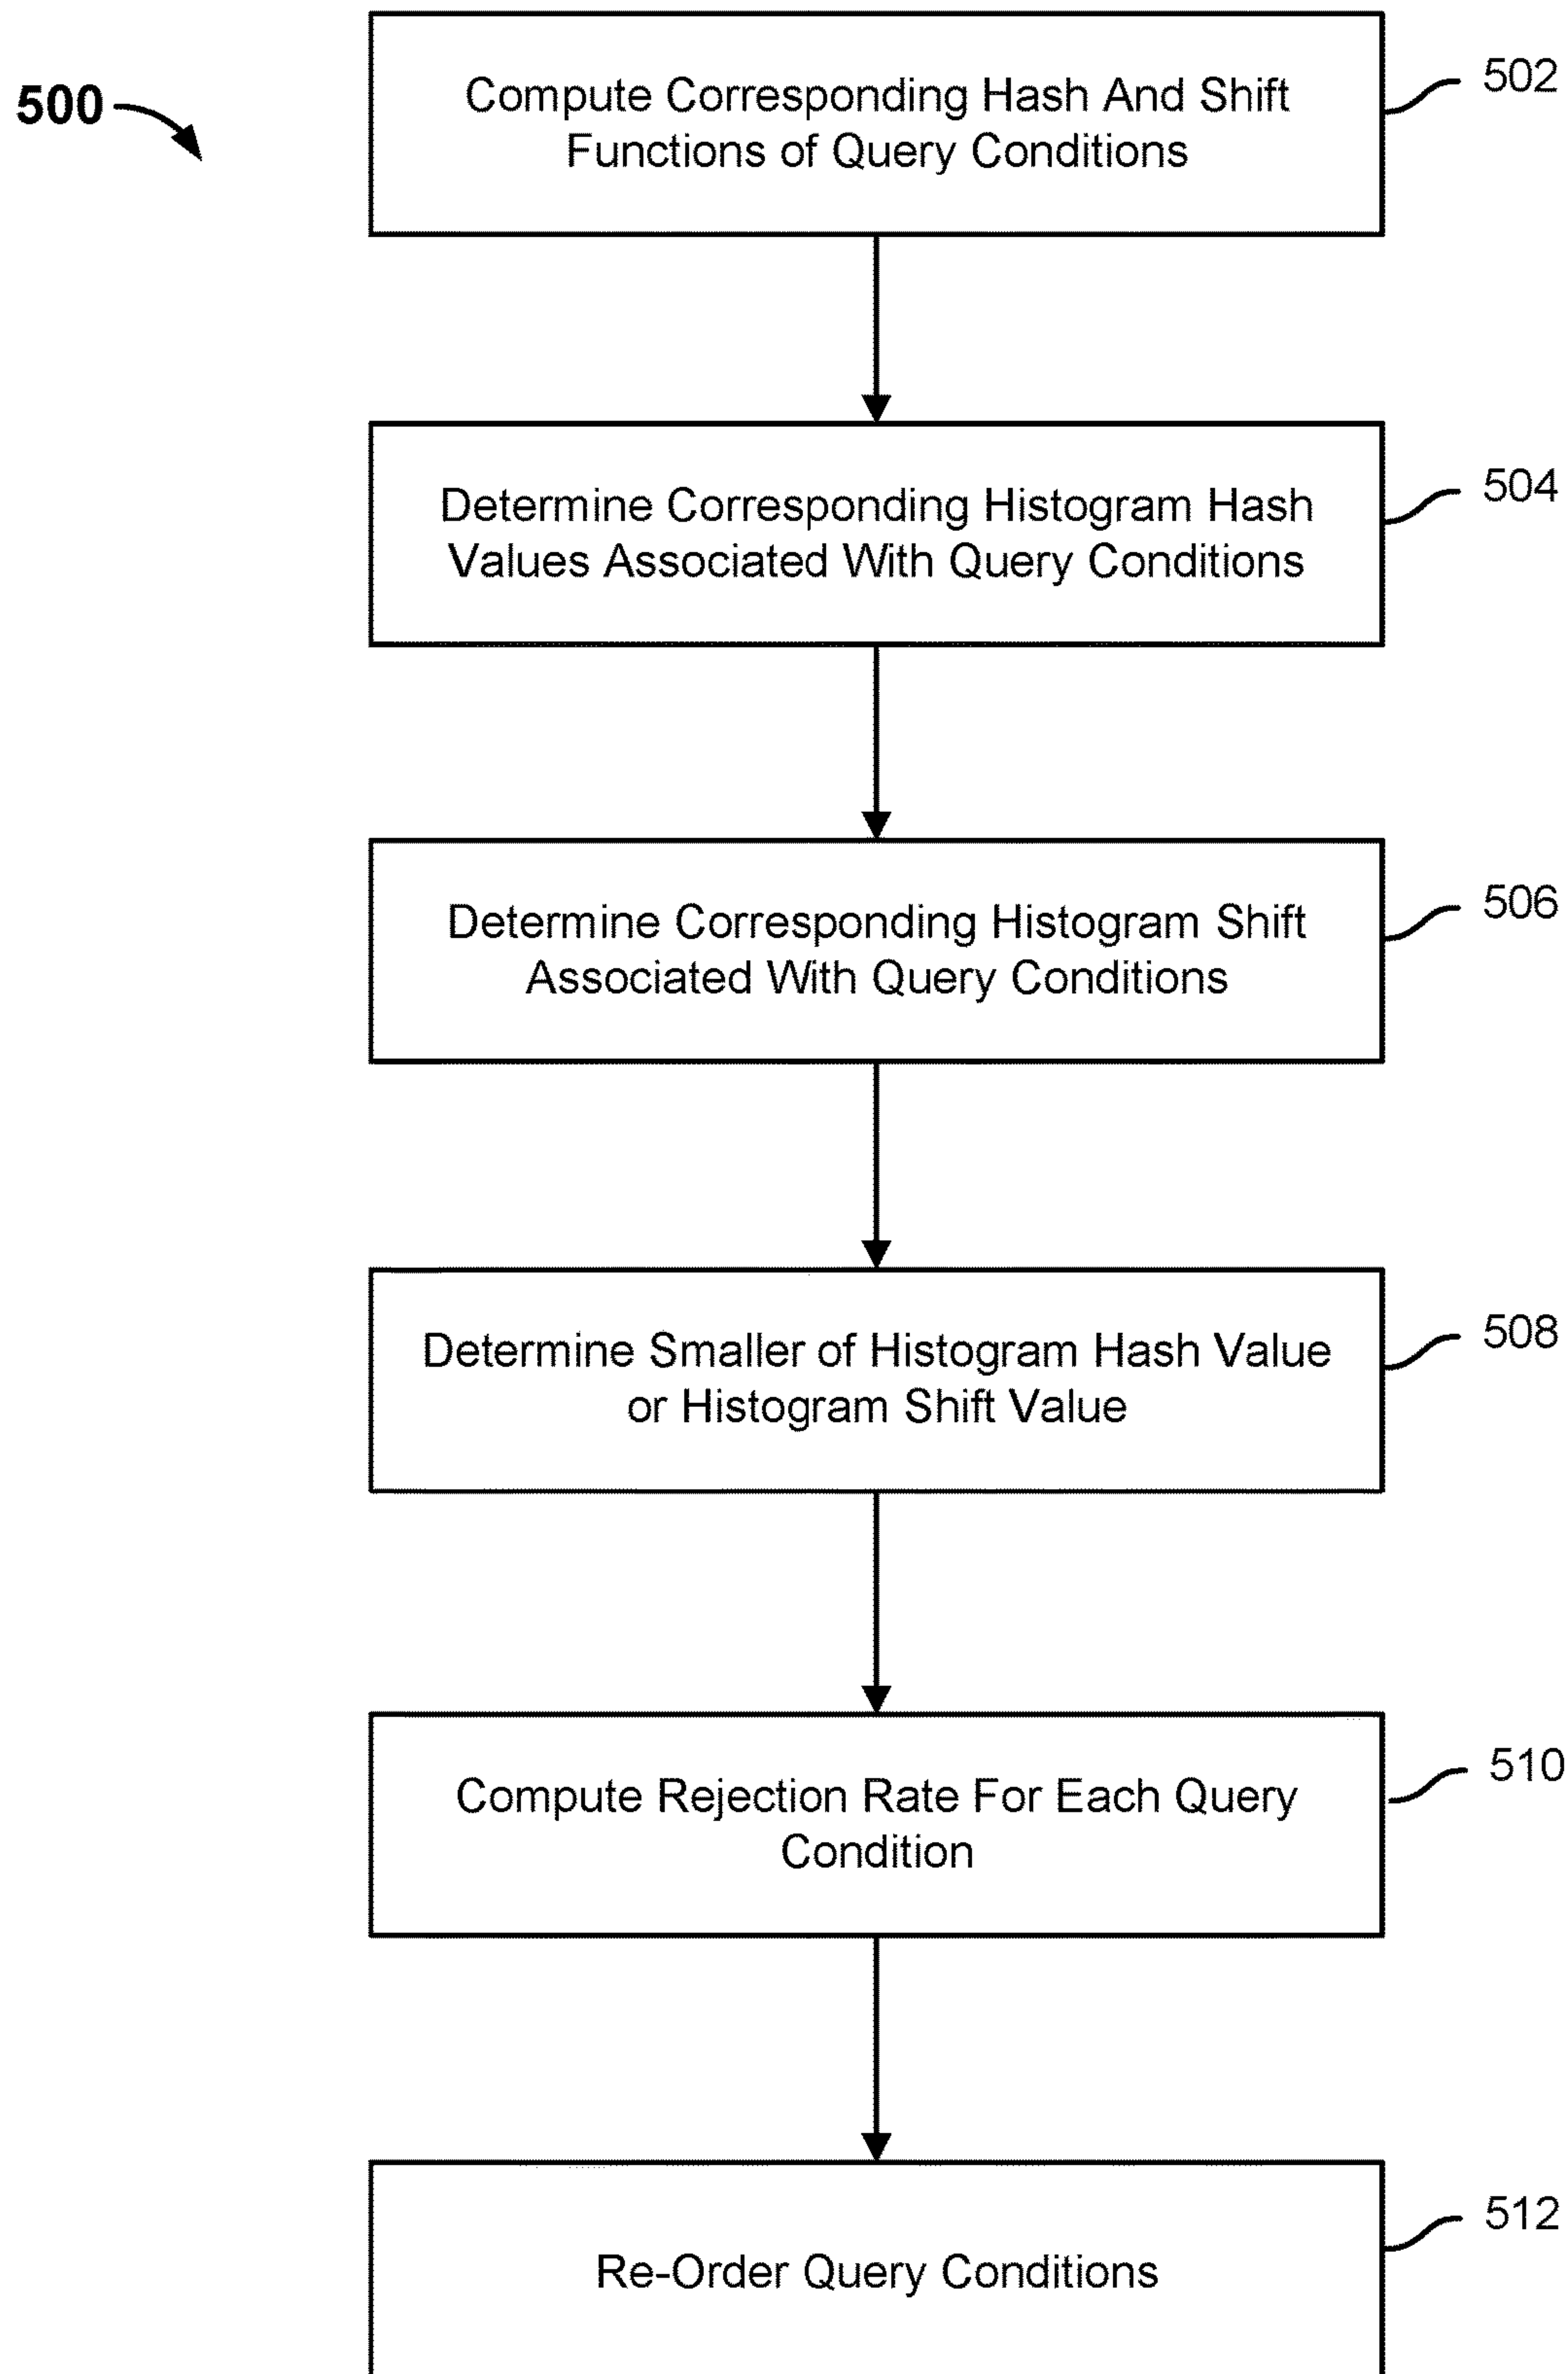 500
Compute Corresponding Hash And Shift
Functions of Query Conditions
502
Determine Corresponding Histogram Hash
Values Associated With Query Conditions
504
Determine Corresponding Histogram Shift
Associated With Query Conditions
506
Determine Smaller of Histogram Hash Value
or Histogram Shift Value
508
Compute Rejection Rate For Each Query
Condition
510
Re-Order Query Conditions
512